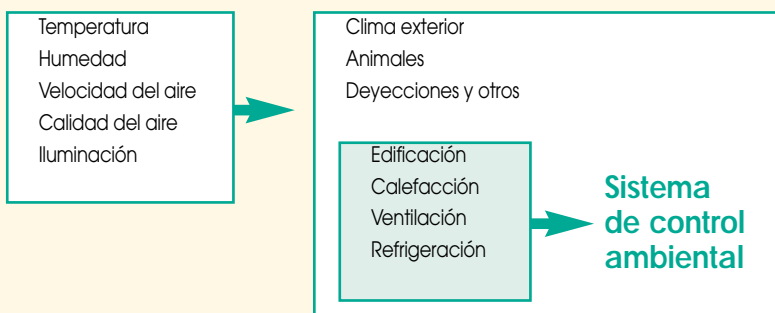 Temperatura
Humedad
Velocidad del aire
Calidad del aire
Iluminación
Clima exterior
Animales
Deyecciones y otros
Edificación
Calefacción
Ventilación
Refrigeración
Sistema
de control
ambiental